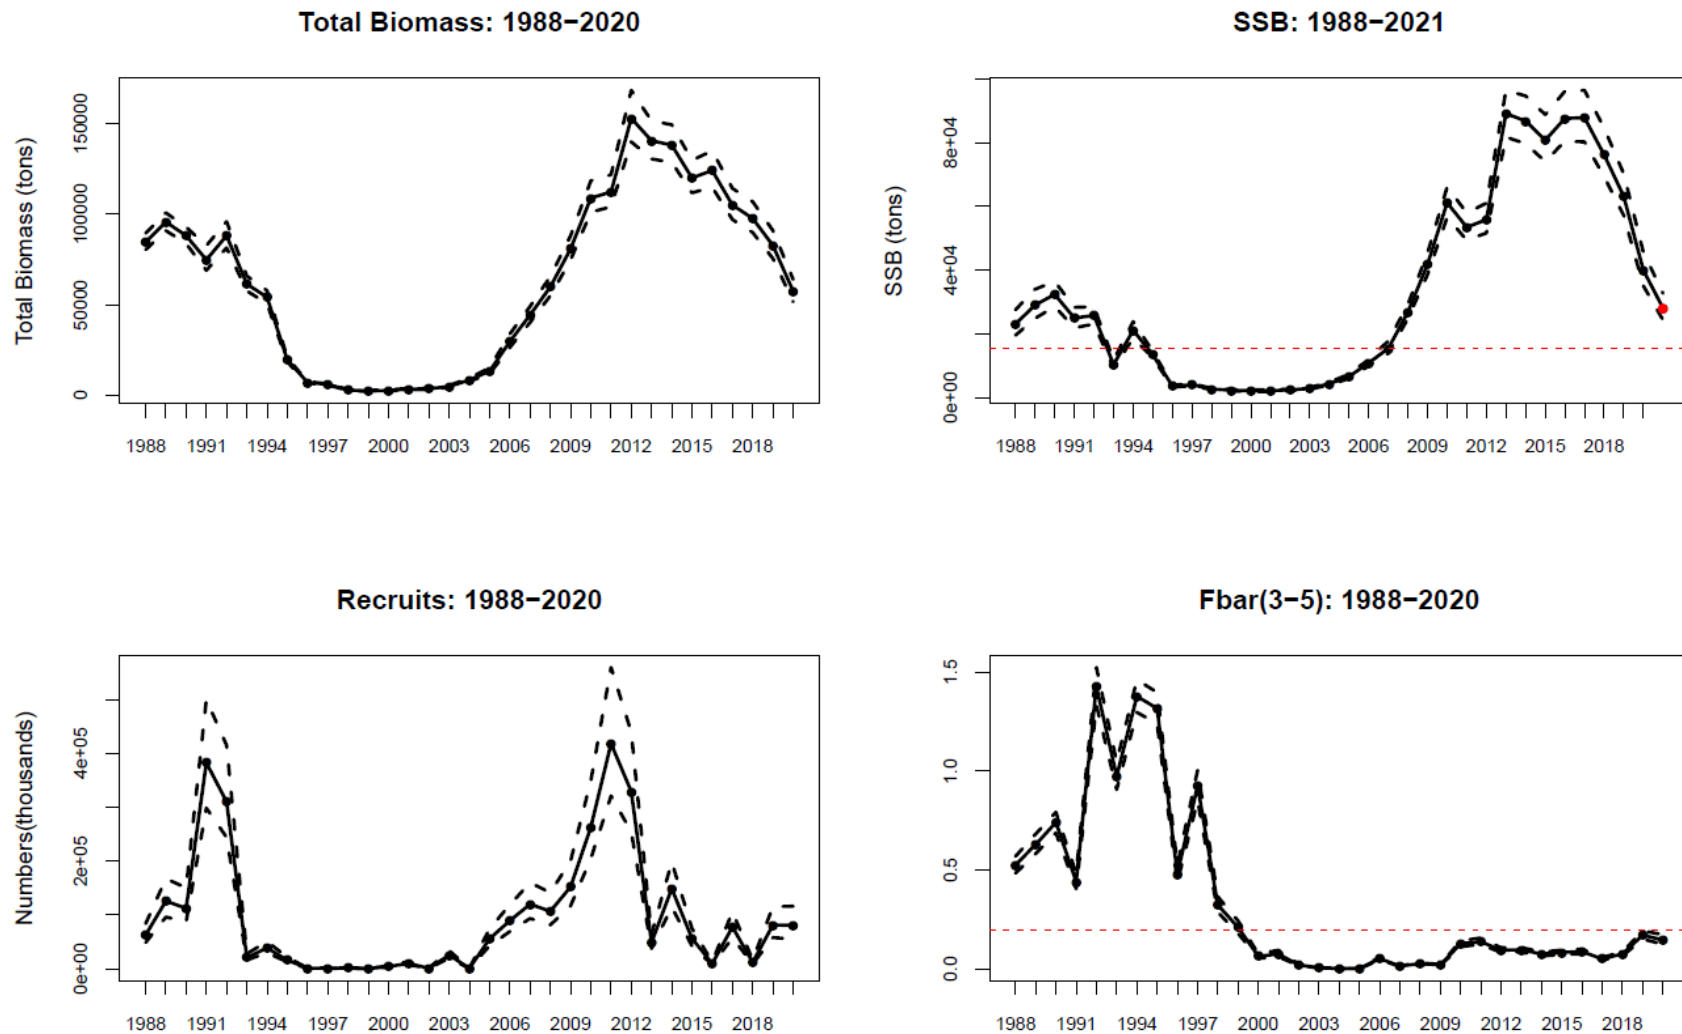 Total Biomass: 1988−2020
Total Biomass (tons)
150000
100000
50000
0
1988 1991 1994 1997 2000 2003 2006 2009 2012 2015 2018
SSB: 1988−2021
SSB (tons)
8e+04
4e+04
0e+00
1988 1991 1994 1997 2000 2003 2006 2009 2012 2015 2018
Recruits: 1988−2020
Numbers(thousands)
4e+05
2e+05
0e+00
1988 1991 1994 1997 2000 2003 2006 2009 2012 2015 2018
Fbar(3−5): 1988−2020
1.5
1.0
0.5
0.0
1988 1991 1994 1997 2000 2003 2006 2009 2012 2015 2018